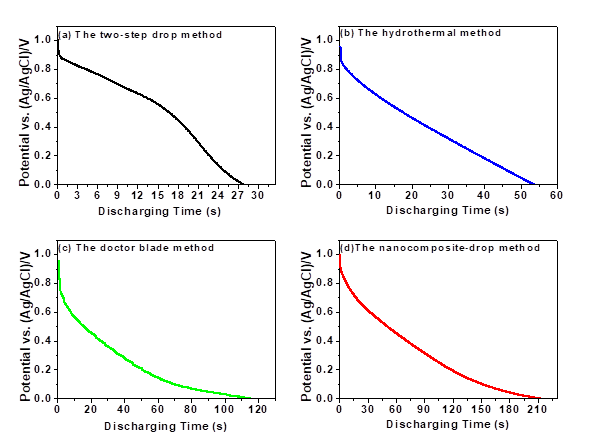 (a) The two-step drop method
Potential vs. (Ag/AgCl)/V
1.0
0.8
0.6
0.4
0.2
0.0
0 3 6 9 12 15 18 21 24 27 30
Discharging Time (s)
(b) The hydrothermal method
Potential vs. (Ag/AgCl)/V
1.0
0.8
0.6
0.4
0.2
0.0
0 10 20 30 40 50 60
Discharging Time (s)
(c) The doctor blade method
Potential vs. (Ag/AgCl)/V
1.0
0.8
0.6
0.4
0.2
0.0
0 20 40 60 80 100 120
Discharging Time (s)
(d)The nanocomposite-drop method
Potential vs. (Ag/AgCl)/V
1.0
0.8
0.6
0.4
0.2
0.0
0 30 60 90 120 150 180 210
Discharging Time (s)